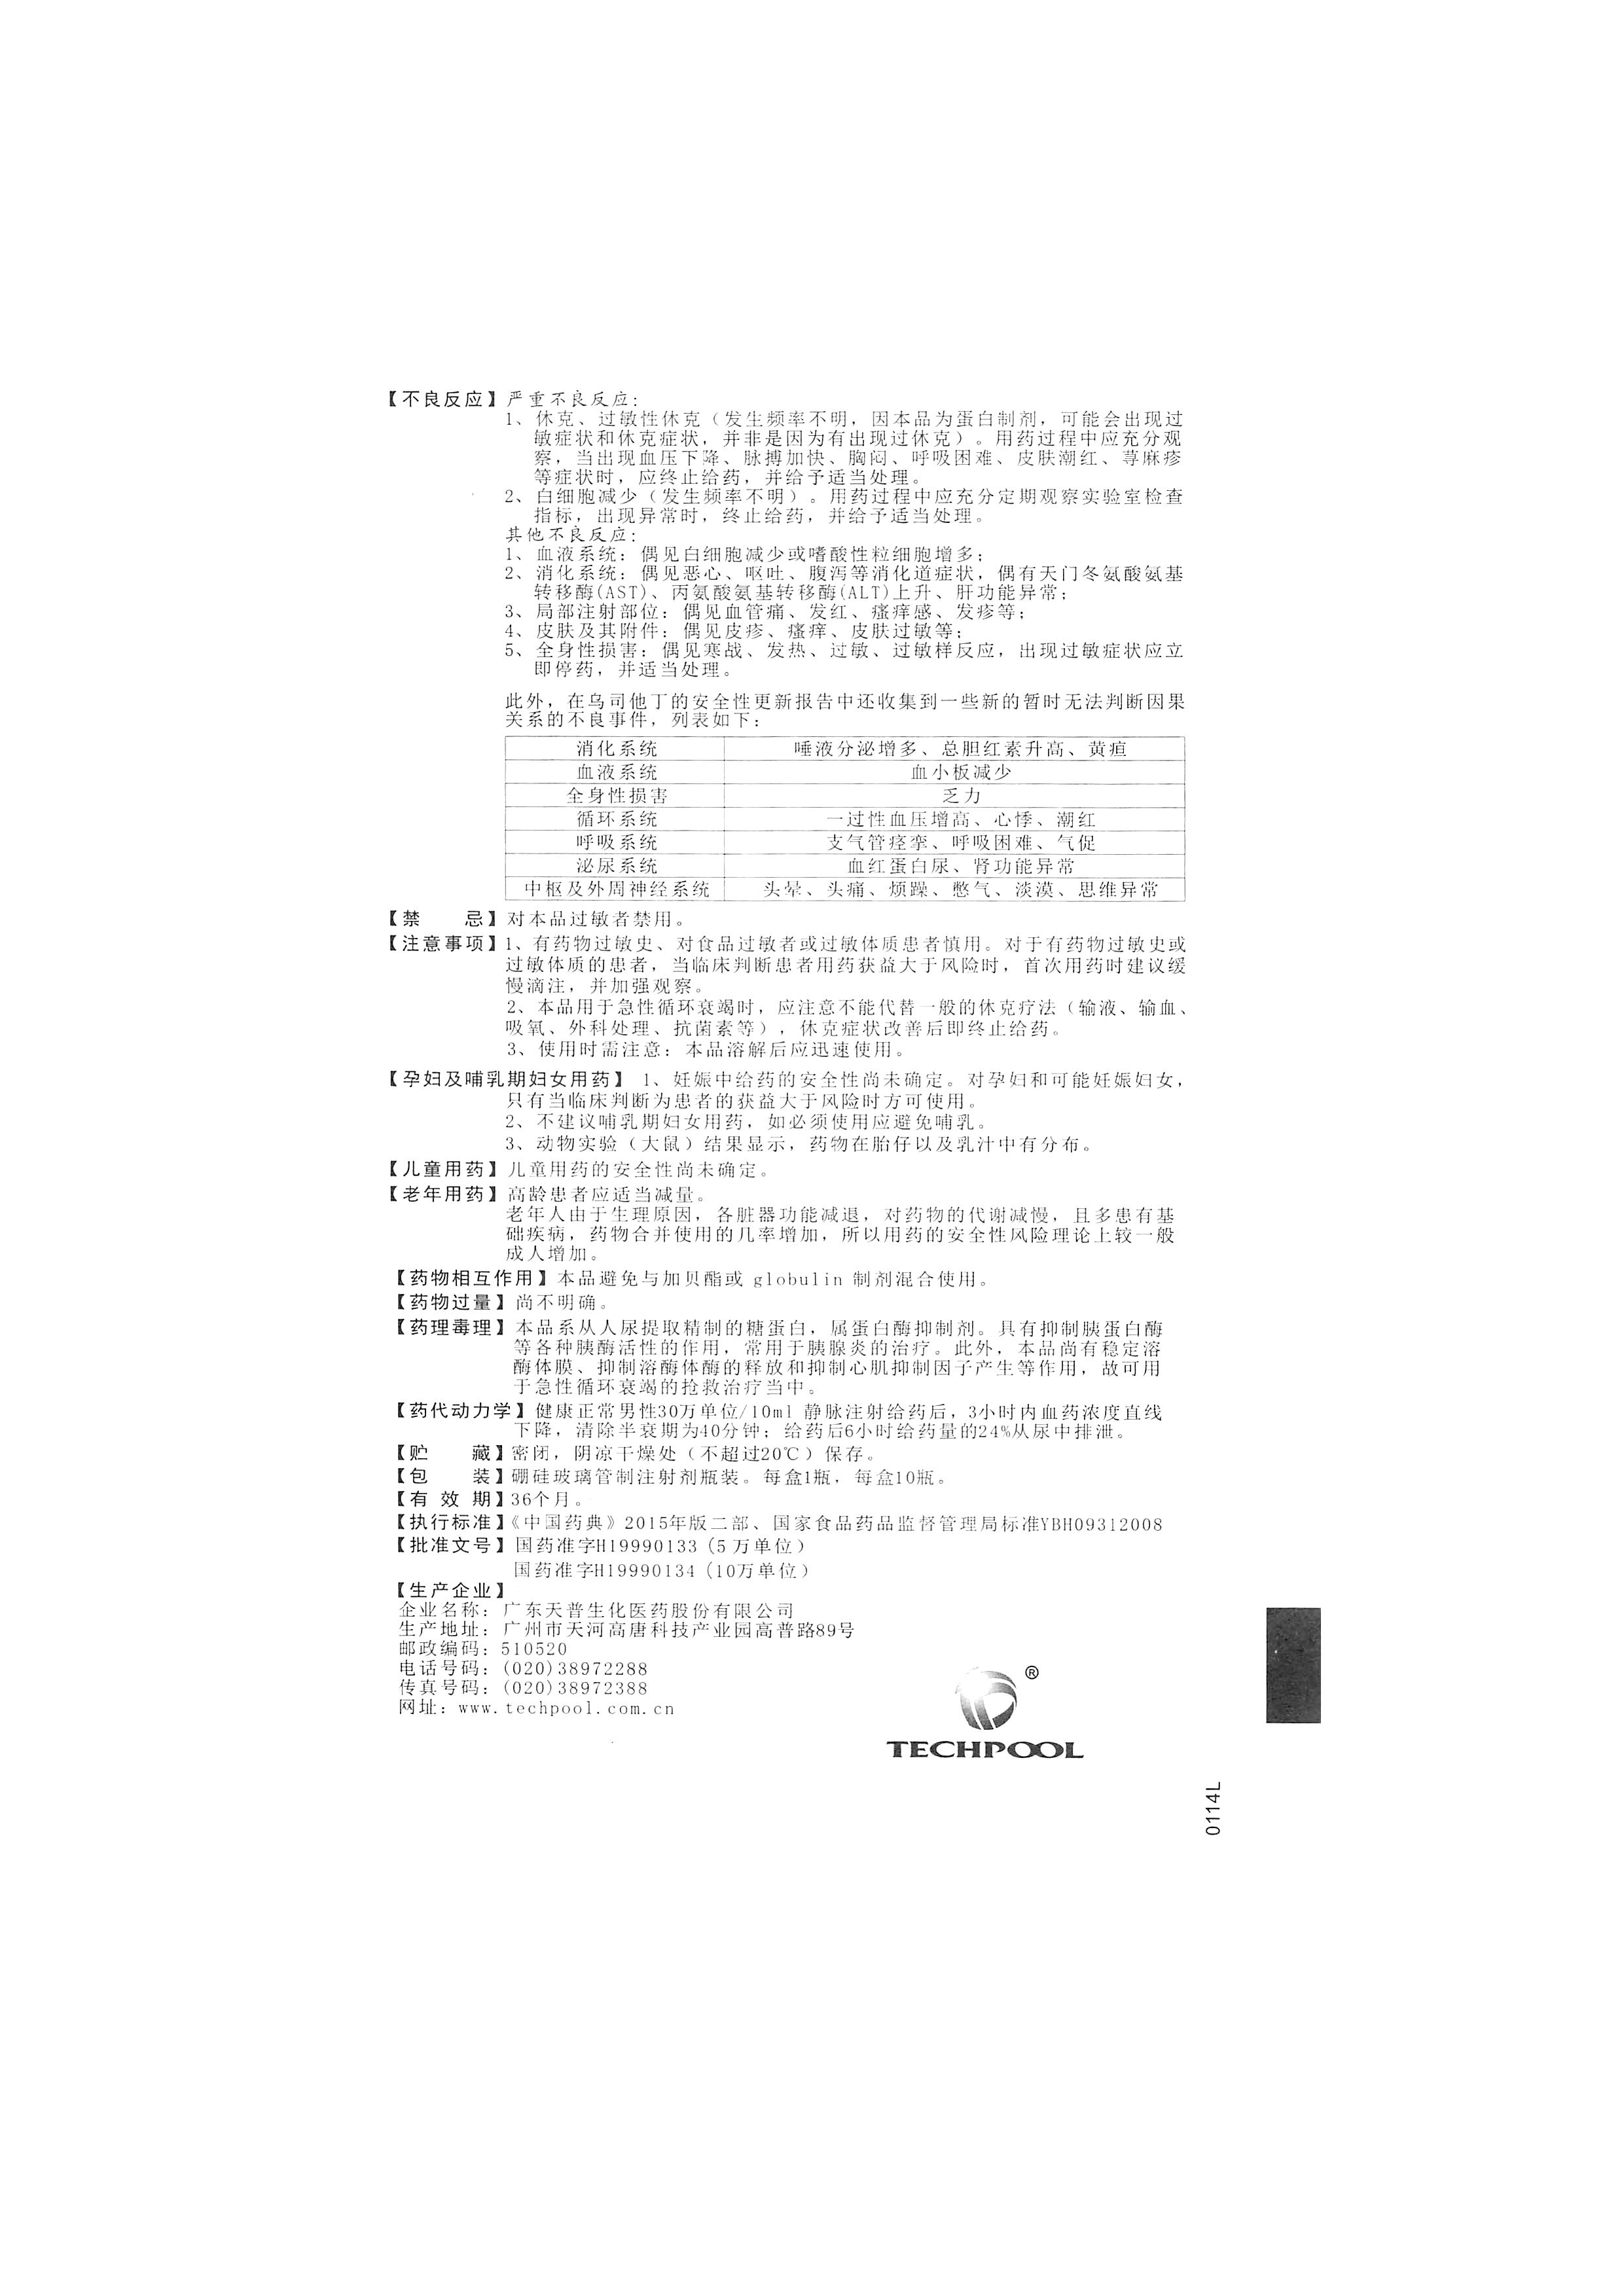 【不良反应】严重不良反应:
1、休克、过敏性休克（发生频率不明，因本品为蛋白制剂，可能会出现过
敏症状和休克症状，并非是因为有出现过休克）。用药过程中应充分观
察，当出现血压下降、脉搏加快、胸闷、呼吸困难、皮肤潮红、荨麻疹
等症状时，应终止给药，并给予适当处理。
2、白细胞减少（发生频率不明）。用药过程中应充分定期观察实验室检查
指标，出现异常时，终止给药，并给予适当处理。
其他不良反应:
1、血液系统：偶见白细胞减少或嗜酸性粒细胞增多；
2、消化系统：偶见恶心、呕吐、腹泻等消化道症状，偶有天门冬氨酸氨基
转移酶(AST)、丙氨酸氨基转移酶(ALT)上升、肝功能异常；
3、局部注射部位：偶见血管痛、发红、瘙痒感、发疹等；
4、皮肤及其附件：偶见皮疹、瘙痒、皮肤过敏等；
5、全身性损害：偶见寒战、发热、过敏、过敏样反应，出现过敏症状应立
即停药，并适当处理。
此外，在乌司他丁的安全性更新报告中还收集到一些新的暂时无法判断因果
关系的不良事件，列表如下：
消化系统 唾液分泌增多、总胆红素升高、黄疸
血液系统 血小板减少
全身性损害 乏力
循环系统 一过性血压增高、心悸、潮红
呼吸系统 支气管痉挛、呼吸困难、气促
泌尿系统 血红蛋白尿、肾功能异常
中枢及外周神经系统 头晕、头痛、烦躁、憋气、淡漠、思维异常
【禁 忌】对本品过敏者禁用。
【注意事项】1、有药物过敏史、对食品过敏者或过敏体质患者慎用。对于有药物过敏史或
过敏体质的患者，当临床判断患者用药获益大于风险时，首次用药时建议缓
慢滴注，并加强观察。
2、本品用于急性循环衰竭时，应注意不能代替一般的休克疗法（输液、输血、
吸氧、外科处理、抗菌素等），休克症状改善后即终止给药。
3、使用时需注意：本品溶解后应迅速使用。
【孕妇及哺乳期妇女用药】 1、妊娠中给药的安全性尚未确定。对孕妇和可能妊娠妇女，
只有当临床判断为患者的获益大于风险时方可使用。
2、不建议哺乳期妇女用药，如必须使用应避免哺乳。
3、动物实验（大鼠）结果显示，药物在胎仔以及乳汁中有分布。
【儿童用药】儿童用药的安全性尚未确定。
【老年用药】高龄患者应适当减量。
老年人由于生理原因，各脏器功能减退，对药物的代谢减慢，且多患有基
础疾病，药物合并使用的几率增加，所以用药的安全性风险理论上较一般
成人增加。
【药物相互作用】本品避免与加贝酯或 globulin 制剂混合使用。
【药物过量】尚不明确。
【药理毒理】本品系从人尿提取精制的糖蛋白，属蛋白酶抑制剂。具有抑制胰蛋白酶
等各种胰酶活性的作用，常用于胰腺炎的治疗。此外，本品尚有稳定溶
酶体膜、抑制溶酶体酶的释放和抑制心肌抑制因子产生等作用，故可用
于急性循环衰竭的抢救治疗当中。
【药代动力学】健康正常男性30万单位/10ml 静脉注射给药后，3小时内血药浓度直线
下降，清除半衰期为40分钟；给药后6小时给药量的24%从尿中排泄。
【贮 藏】密闭，阴凉干燥处（不超过20℃）保存。
【包 装】硼硅玻璃管制注射剂瓶装。每盒1瓶，每盒10瓶。
【有 效 期】36个月。
【执行标准】《中国药典》2015年版二部、国家食品药品监督管理局标准YBH09312008
【批准文号】国药准字H19990133（5万单位）
国药准字H19990134（10万单位）
【生产企业】
企业名称：广东天普生化医药股份有限公司
生产地址：广州市天河高唐科技产业园高普路89号
邮政编码：510520
电话号码：(020)38972288
传真号码：(020)38972388
网址：www.techpool.com.cn
®
TECHPOOL
0114L